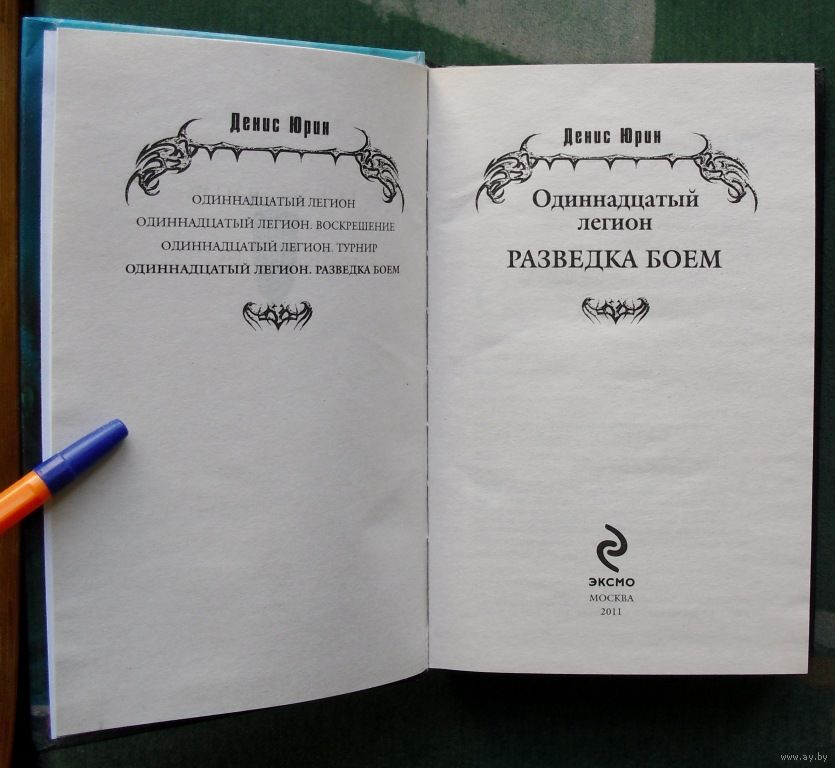 Денис Юрин
ОДИННАДЦАТЫЙ ЛЕГИОН
ОДИННАДЦАТЫЙ ЛЕГИОН. ВОСКРЕШЕНИЕ
ОДИННАДЦАТЫЙ ЛЕГИОН. ТУРНИР
ОДИННАДЦАТЫЙ ЛЕГИОН. РАЗВЕДКА БОЕМ
Денис Юрин
Одиннадцатый
легион
РАЗВЕДКА БОЕМ
ЭКСМО
МОСКВА
2011
www.ay.by